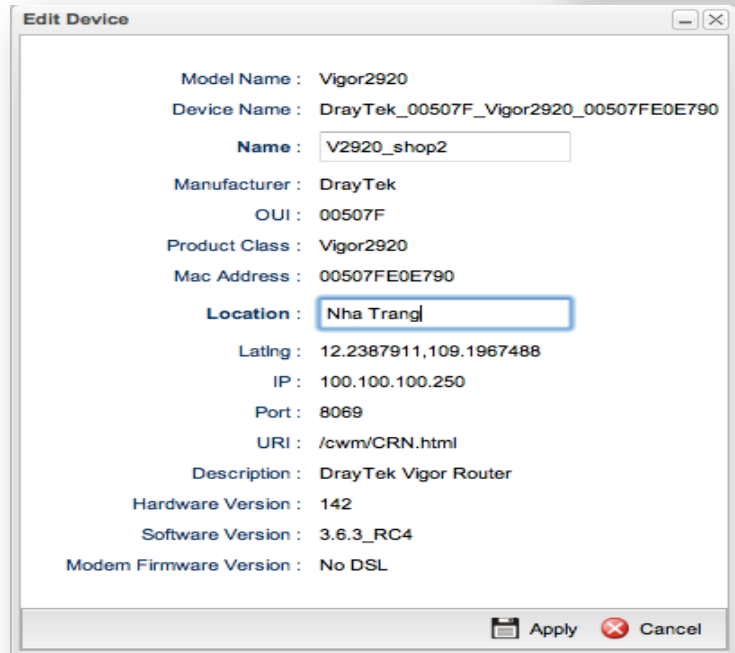 Edit Device
Model Name : Vigor2920
Device Name : DrayTek_00507F_Vigor2920_00507FE0E790
Name : V2920_shop2
Manufacturer : DrayTek
OUI : 00507F
Product Class : Vigor2920
Mac Address : 00507FE0E790
Location : Nha Trang
Latlng : 12.2387911,109.1967488
IP : 100.100.100.250
Port : 8069
URI : /cwm/CRN.html
Description : DrayTek Vigor Router
Hardware Version : 142
Software Version : 3.6.3_RC4
Modem Firmware Version : No DSL
Apply Cancel